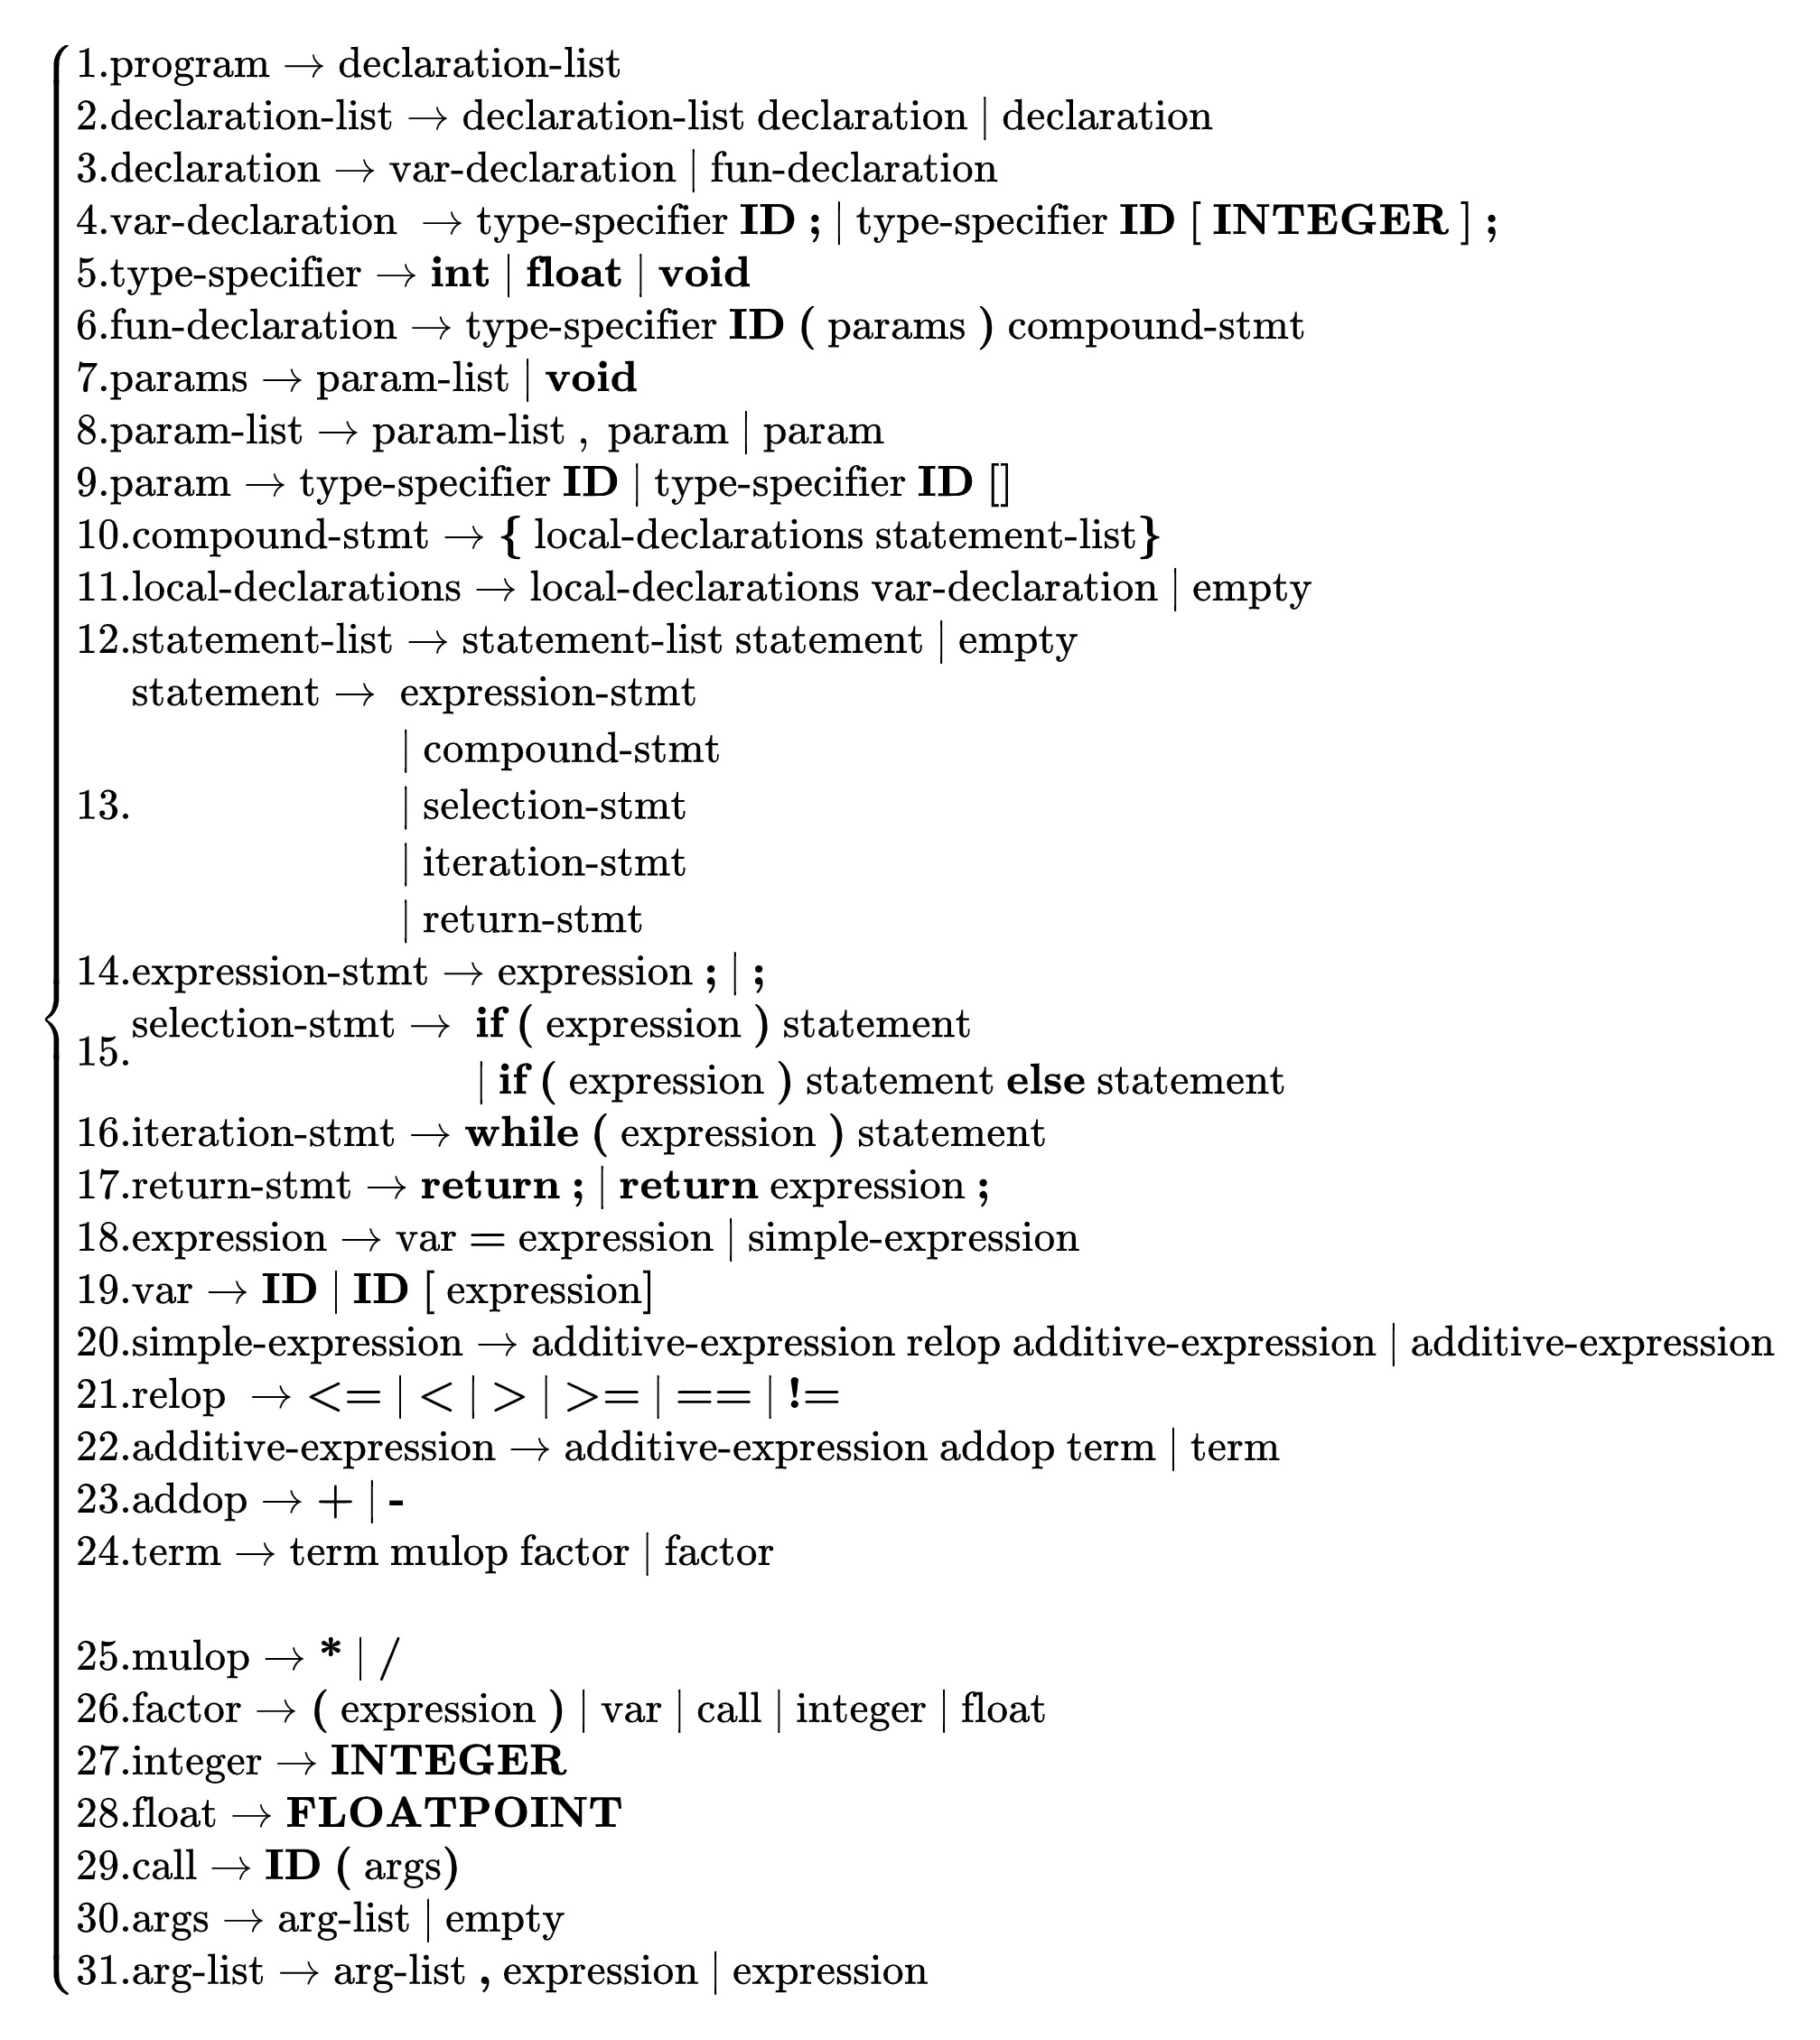 1.program → declaration-list
2.declaration-list → declaration-list declaration | declaration
3.declaration → var-declaration | fun-declaration
4.var-declaration → type-specifier ID ; | type-specifier ID [ INTEGER ] ;
5.type-specifier → int | float | void
6.fun-declaration → type-specifier ID ( params ) compound-stmt
7.params → param-list | void
8.param-list → param-list , param | param
9.param → type-specifier ID | type-specifier ID []
10.compound-stmt → { local-declarations statement-list}
11.local-declarations → local-declarations var-declaration | empty
12.statement-list → statement-list statement | empty
statement → expression-stmt
| compound-stmt
13. | selection-stmt
| iteration-stmt
| return-stmt
14.expression-stmt → expression ; | ;
15. selection-stmt → if ( expression ) statement
| if ( expression ) statement else statement
16.iteration-stmt → while ( expression ) statement
17.return-stmt → return ; | return expression ;
18.expression → var = expression | simple-expression
19.var → ID | ID [ expression]
20.simple-expression → additive-expression relop additive-expression | additive-expression
21.relop → <= | < | > | >= | == | !=
22.additive-expression → additive-expression addop term | term
23.addop → + | -
24.term → term mulop factor | factor
25.mulop → * | /
26.factor → ( expression ) | var | call | integer | float
27.integer → INTEGER
28.float → FLOATPOINT
29.call → ID ( args)
30.args → arg-list | empty
31.arg-list → arg-list , expression | expression